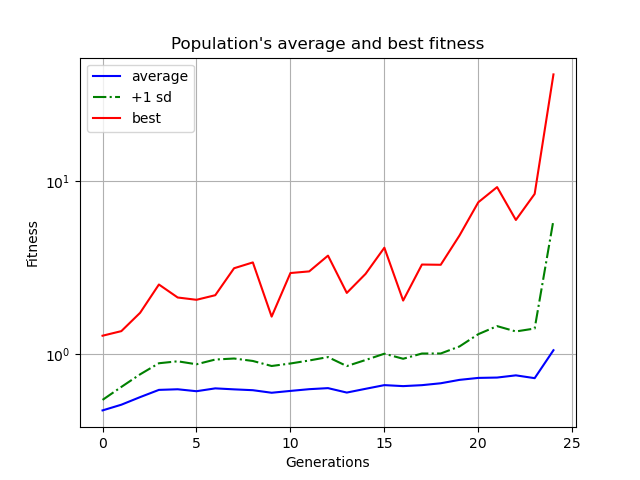 Population's average and best fitness
average
+1 sd
best
10¹
10⁰
Fitness
0 5 10 15 20 25
Generations